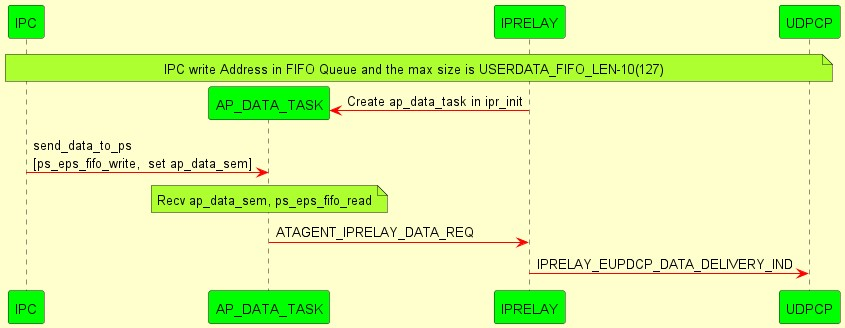 IPC
IPRELAY
UDPCP
IPC write Address in FIFO Queue and the max size is USERDATA_FIFO_LEN-10(127)
AP_DATA_TASK
Create ap_data_task in ipr_init
send_data_to_ps
[ps_eps_fifo_write, set ap_data_sem]
Recv ap_data_sem, ps_eps_fifo_read
ATAGENT_IPRELAY_DATA_REQ
IPRELAY_EUPDCP_DATA_DELIVERY_IND
IPC
AP_DATA_TASK
IPRELAY
UDPCP